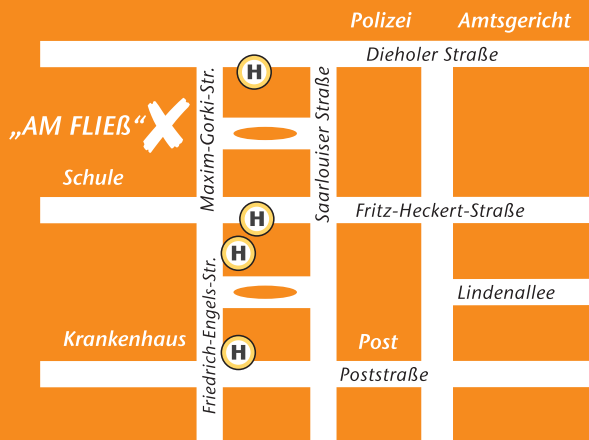 Polizei
Amtsgericht
Dieholer Straße
H
Maxim-Gorki-Str.
Saarlouiser Straße
„AM FLIEß“
Schule
Fritz-Heckert-Straße
H
H
Friedrich-Engels-Str.
Lindenallee
Krankenhaus
H
Post
Poststraße